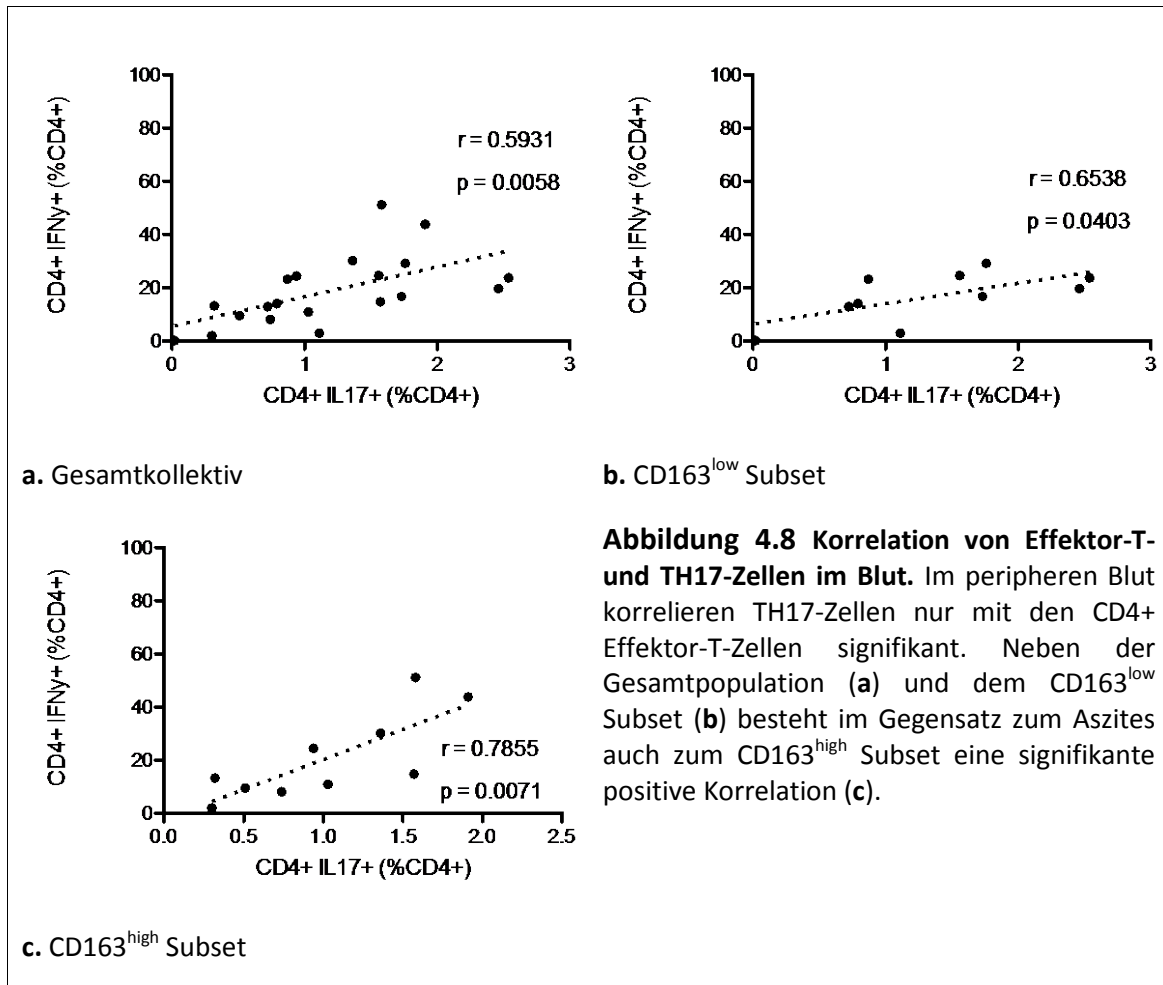 100
80
60
40
20
0
CD4+ IFNy+ (%CD4+)
r = 0.5931
p = 0.0058
0 1 2 3
CD4+ IL17+ (%CD4+)
a. Gesamtkollektiv
100
80
60
40
20
0
CD4+ IFNy+ (%CD4+)
r = 0.6538
p = 0.0403
0 1 2 3
CD4+ IL17+ (%CD4+)
b. CD163low Subset
100
80
60
40
20
0
CD4+ IFNy+ (%CD4+)
r = 0.7855
p = 0.0071
0.0 0.5 1.0 1.5 2.0 2.5
CD4+ IL17+ (%CD4+)
c. CD163high Subset
Abbildung 4.8 Korrelation von Effektor-T-
und TH17-Zellen im Blut. Im peripheren Blut
korrelieren TH17-Zellen nur mit den CD4+
Effektor-T-Zellen signifikant. Neben der
Gesamtpopulation (a) und dem CD163low
Subset (b) besteht im Gegensatz zum Aszites
auch zum CD163high Subset eine signifikante
positive Korrelation (c).